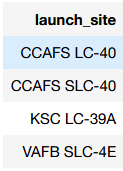 launch_site
CCAFS LC-40
CCAFS SLC-40
KSC LC-39A
VAFB SLC-4E